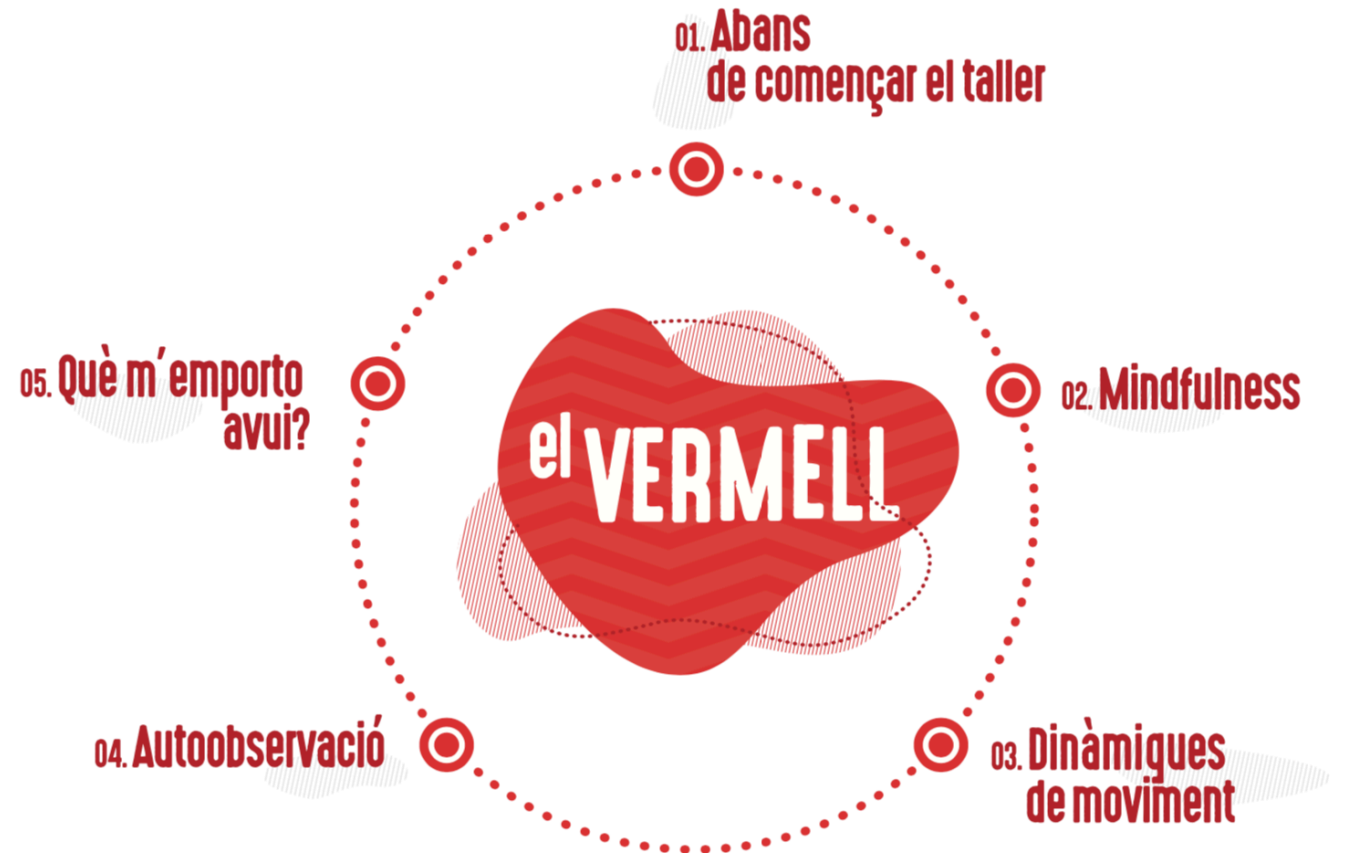 01. Abans
de començar el taller
02. Mindfulness
03. Dinàmiques
de moviment
04. Autoobservació
05. Què m´emporto
avui?
el VERMELL